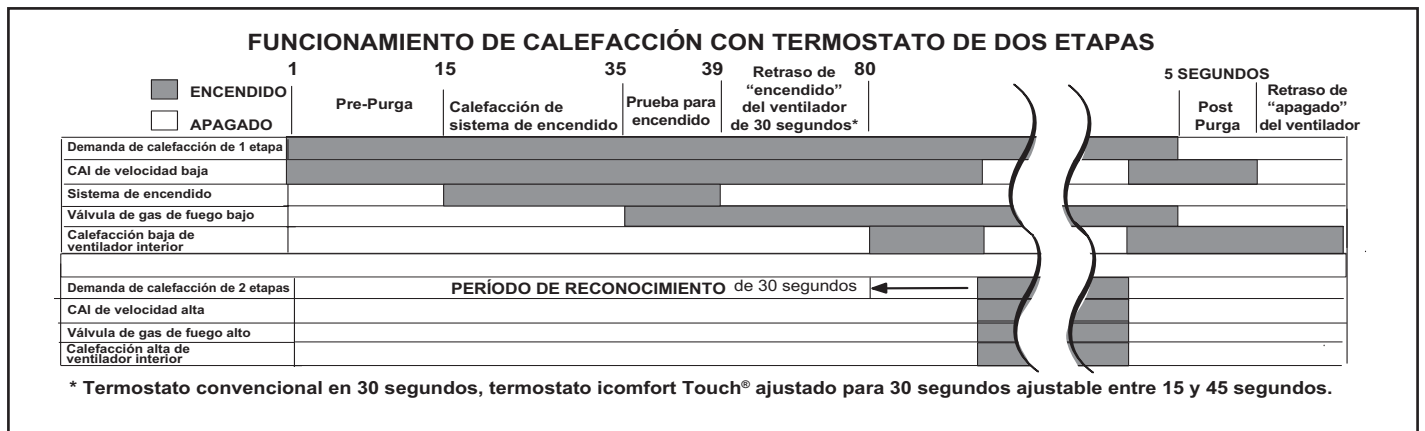 FUNCIONAMIENTO DE CALEFACCIÓN CON TERMOSTATO DE DOS ETAPAS
1 15 35 39 80 5 SEGUNDOS
ENCENDIDO
APAGADO
Pre-Purga
Calefacción de
sistema de encendido
Prueba para
encendido
Retraso de
“encendido”
del ventilador
de 30 segundos*
Post
Purga
Retraso de
“apagado”
del ventilador
Demanda de calefacción de 1 etapa
CAI de velocidad baja
Sistema de encendido
Válvula de gas de fuego bajo
Calefacción baja de
ventilador interior
Demanda de calefacción de 2 etapas
PERÍODO DE RECONOCIMIENTO de 30 segundos
CAI de velocidad alta
Válvula de gas de fuego alto
Calefacción alta de
ventilador interior
* Termostato convencional en 30 segundos, termostato icomfort Touch® ajustado para 30 segundos ajustable entre 15 y 45 segundos.